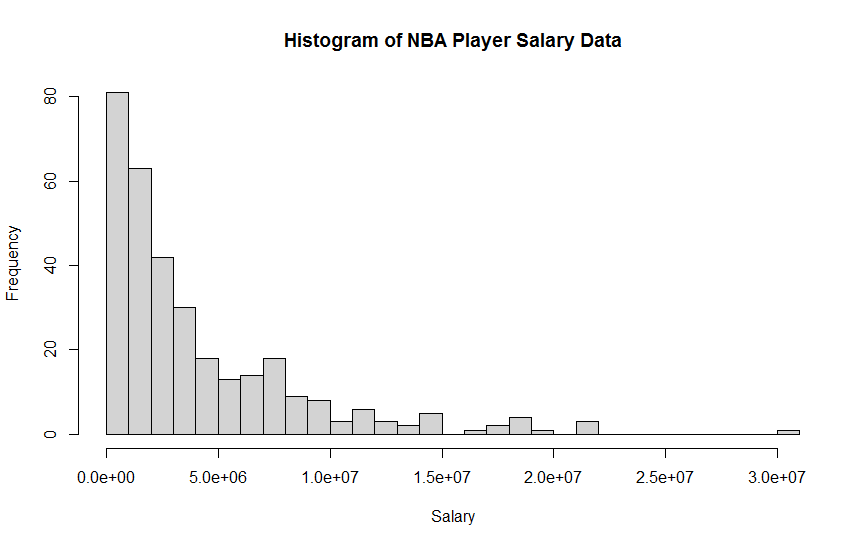 Histogram of NBA Player Salary Data
Frequency
80
60
40
20
0
0.0e+00 5.0e+06 1.0e+07 1.5e+07 2.0e+07 2.5e+07 3.0e+07
Salary